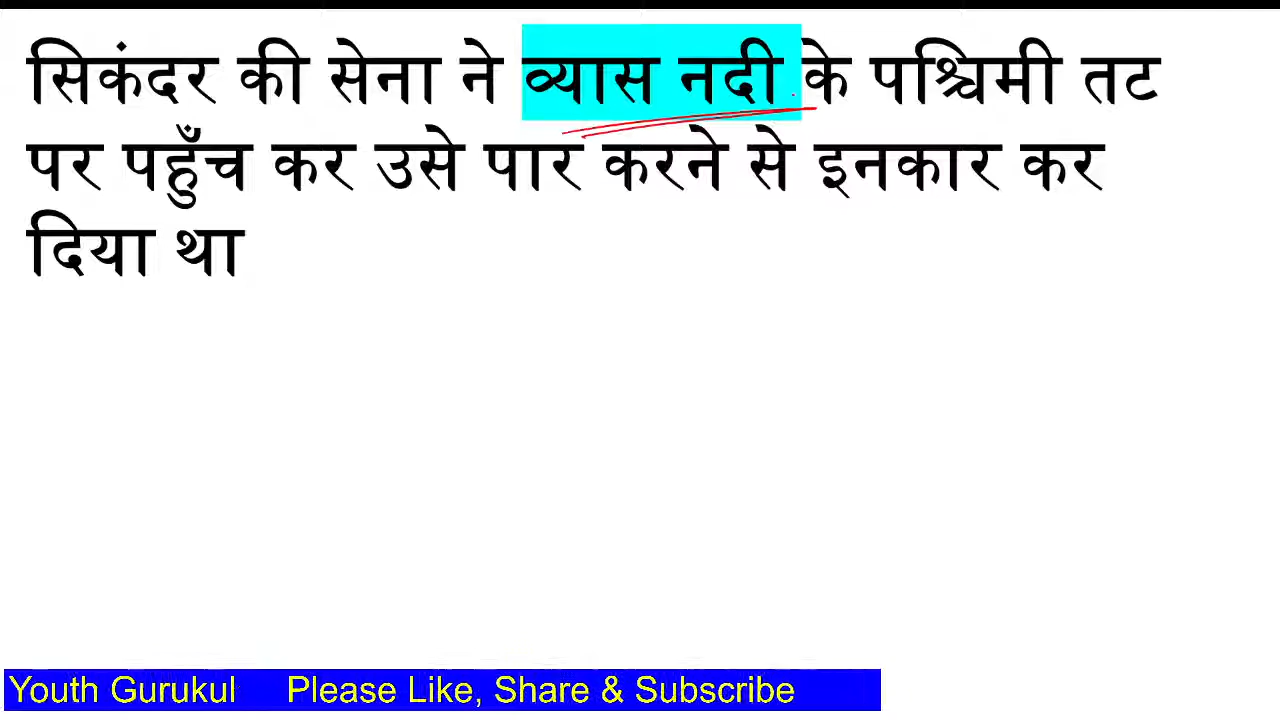 सिकंदर की सेना ने व्यास नदी के पश्चिमी तट
पर पहुँच कर उसे पार करने से इनकार कर
दिया था
Youth Gurukul Please Like, Share & Subscribe